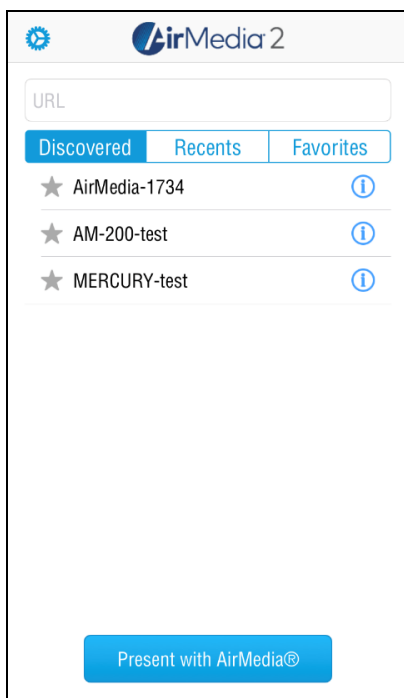 AirMedia 2
URL
Discovered Recents Favorites
AirMedia-1734
AM-200-test
MERCURY-test
Present with AirMedia®